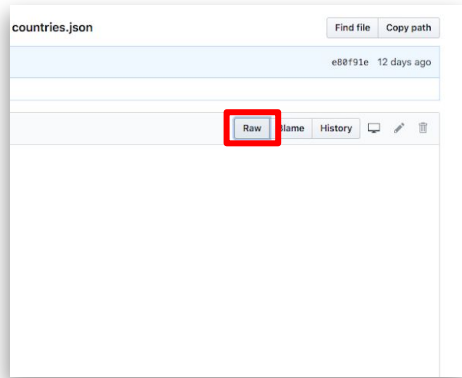 countries.json Find file Copy path
e80f91e 12 days ago
Raw Blame History